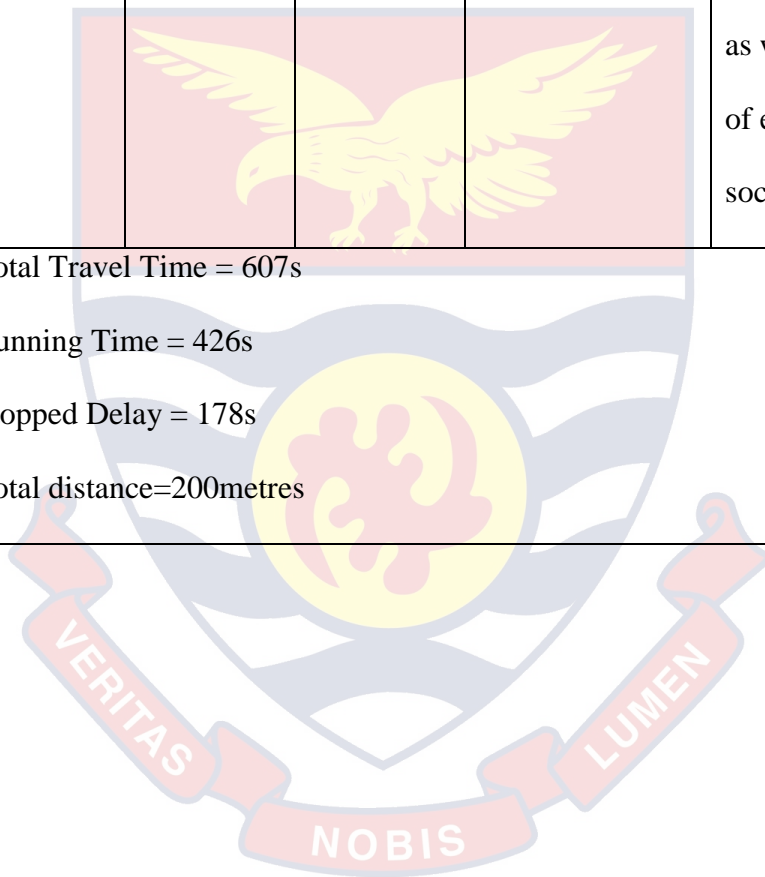 as
of
soc
otal Travel Time = 607s
unning Time = 426s
opped Delay = 178s
otal distance=200metres
VERITAS
NOBIS
LUMEN